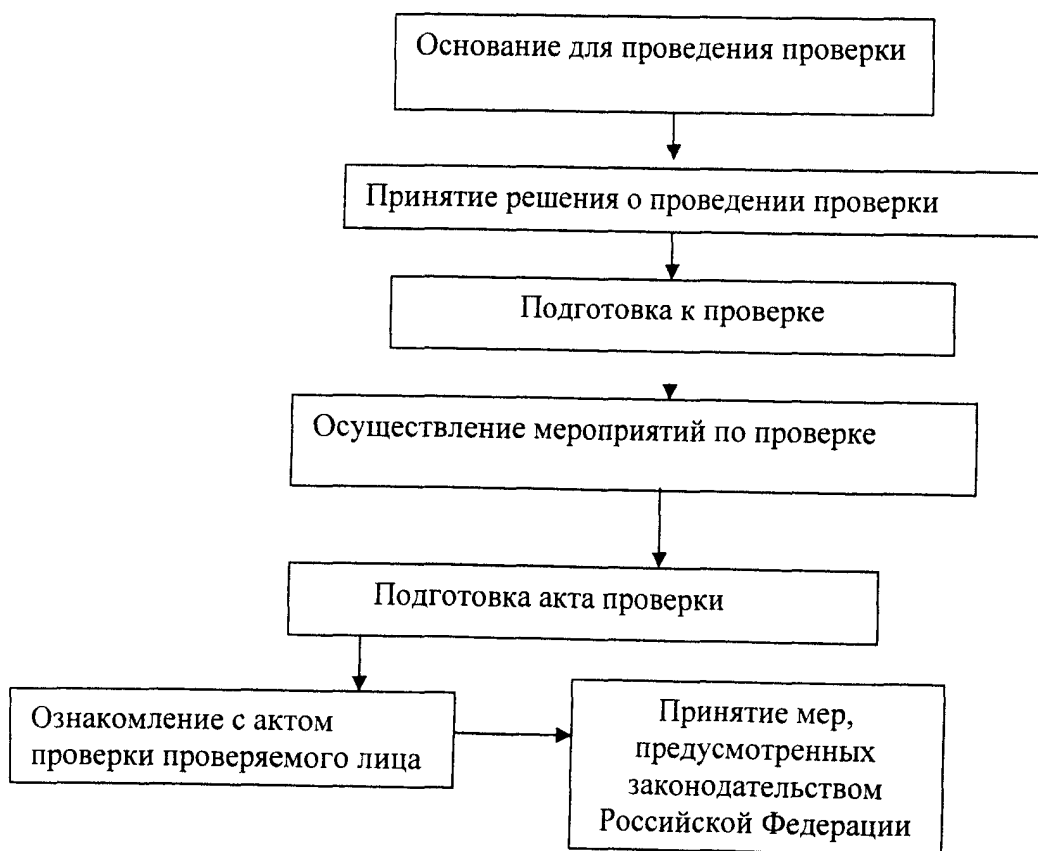 Основание для проведения проверки
Принятие решения о проведении проверки
Подготовка к проверке
Осуществление мероприятий по проверке
Подготовка акта проверки
Ознакомление с актом
проверки проверяемого лица
Принятие мер,
предусмотренных
законодательством
Российской Федерации